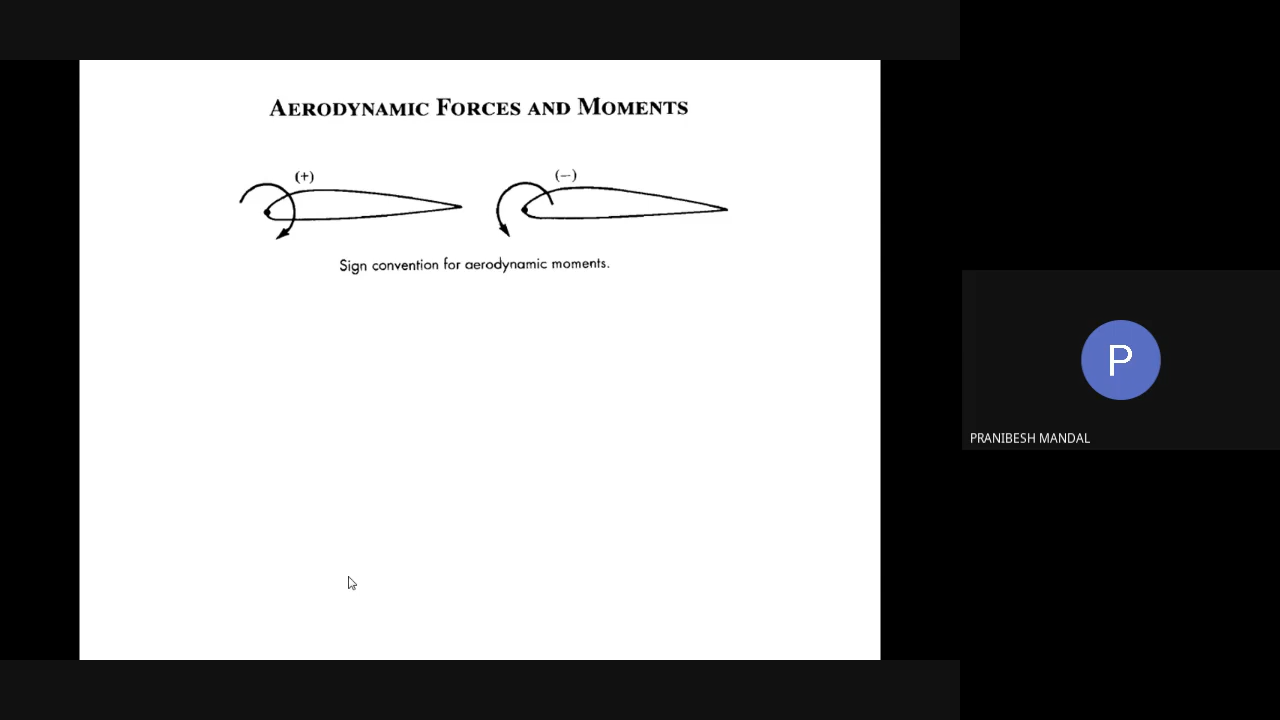 AERODYNAMIC FORCES AND MOMENTS
(+) (−)
Sign convention for aerodynamic moments.
P
PRANIBESH MANDAL